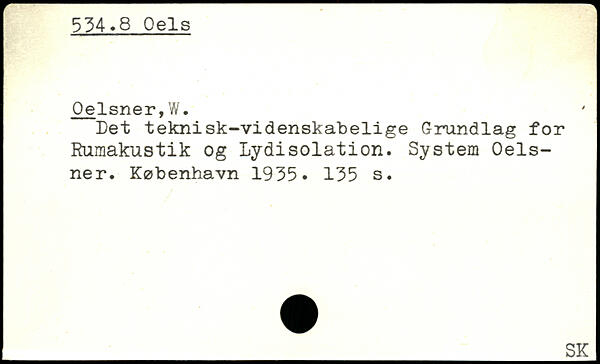 534.8 Oels
Oelsner,W.
Det teknisk-videnskabelige Grundlag for
Rumakustik og Lydisolation. System Oels-
ner. København 1935. 135 s.
SK